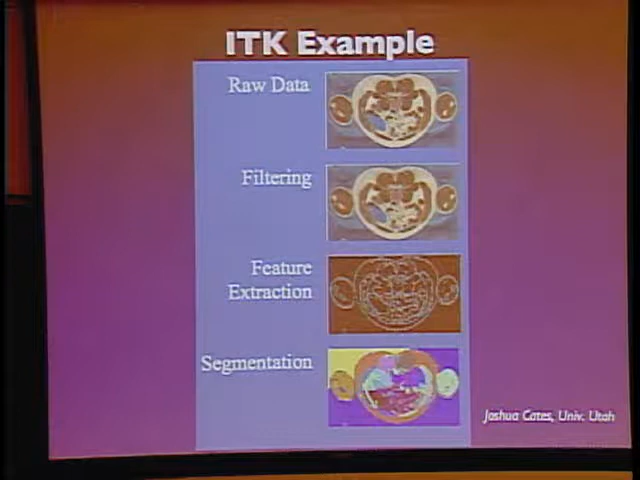 ITK Example
Raw Data
Filtering
Feature
Extraction
Segmentation
Joshua Cates, Univ. Utah